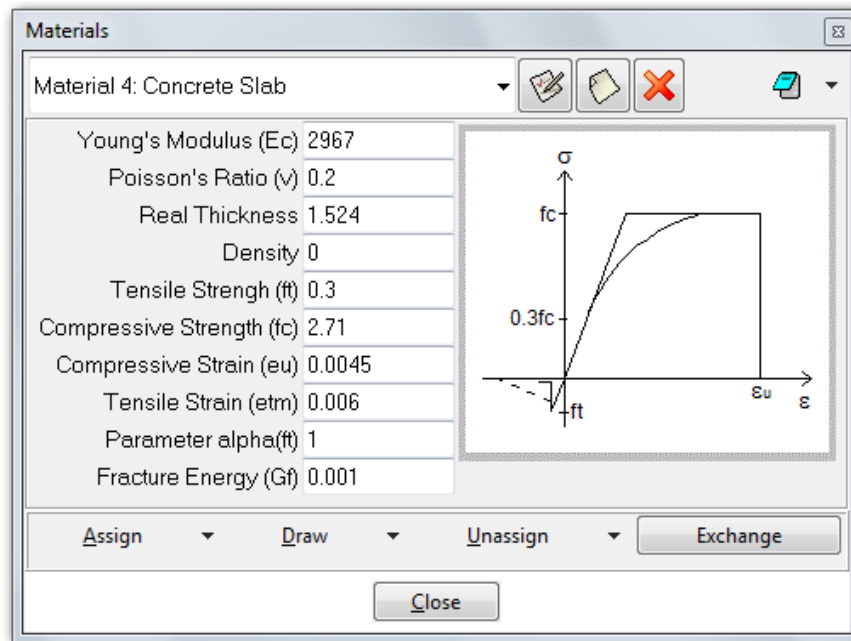 Materials
Material 4: Concrete Slab
Young's Modulus (Ec) 2967
Poisson's Ratio (v) 0.2
Real Thickness 1.524
Density 0
Tensile Strengh (ft) 0.3
Compressive Strength (fc) 2.71
Compressive Strain (eu) 0.0045
Tensile Strain (etm) 0.006
Parameter alpha(ft) 1
Fracture Energy (Gf) 0.001
σ
fc
0.3fc
ft
εu
ε
Assign Draw Unassign Exchange
Close